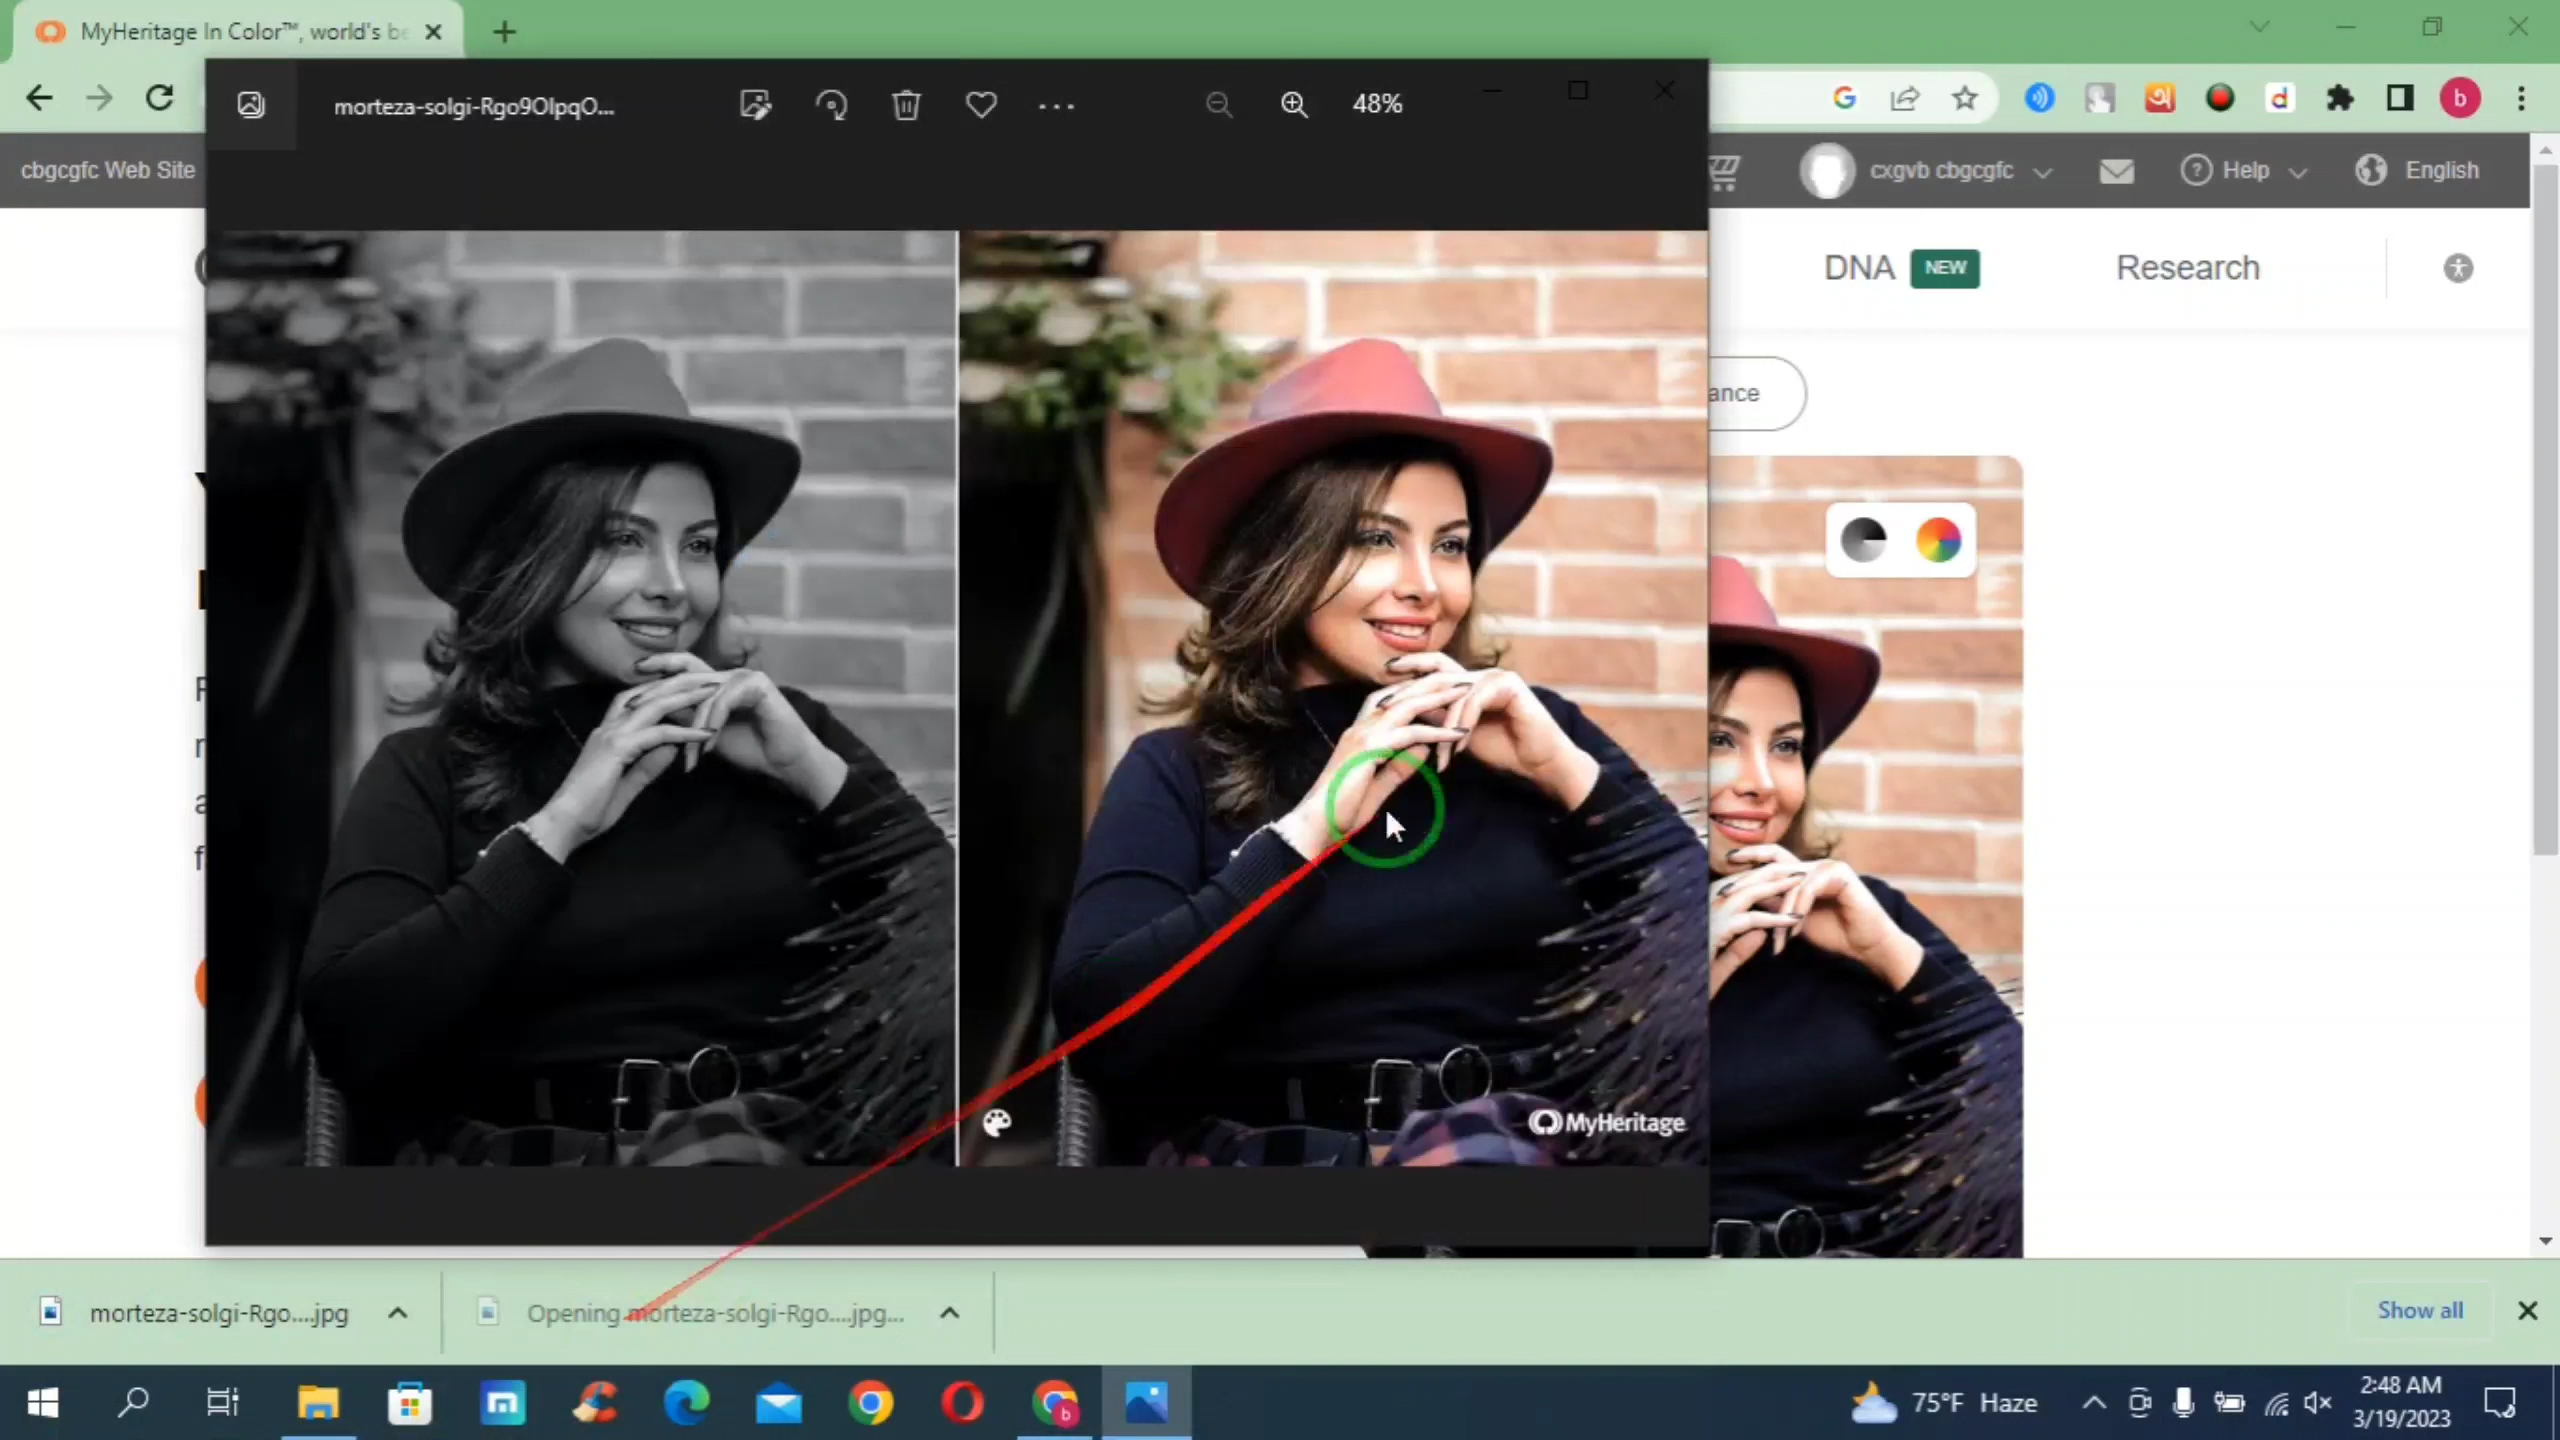 MyHeritage In Color™, world's be
morteza-solgi-Rgo9OlpqO...
48%
b
cbgcgfc Web Site
cxgvb cbgcgfc
Help
English
DNA NEW
Research
ance
MyHeritage
morteza-solgi-Rgo....jpg
Opening morteza-solgi-Rgo....jpg...
Show all
75°F Haze
2:48 AM
3/19/2023